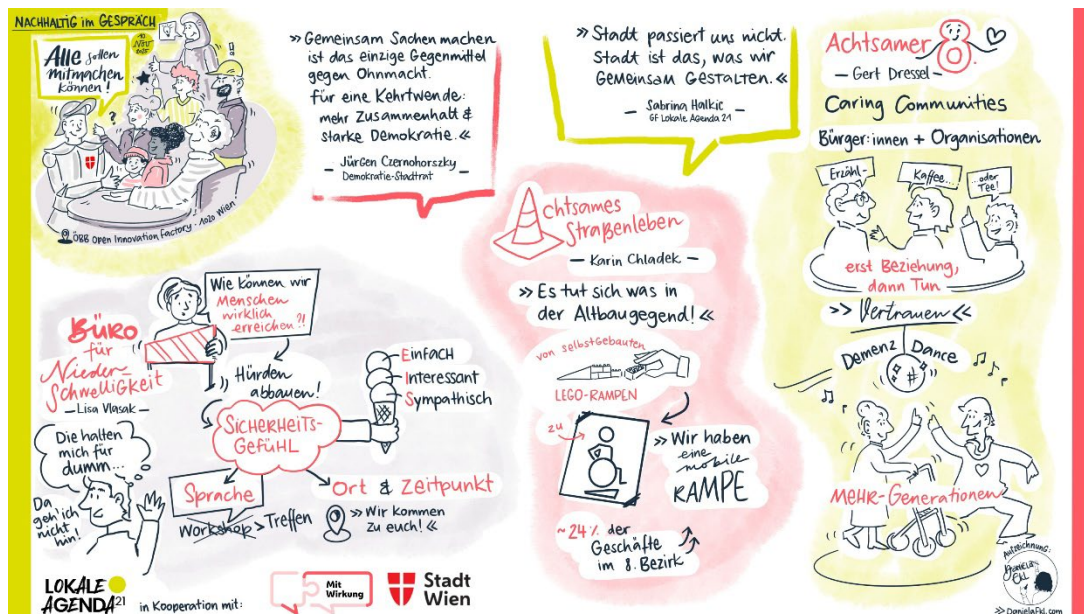 NACHHALTIG im GESPRÄCH
10
NOV
2025
Alle sollen
mitmachen
können!
?
ÖBB Open Innovation Factory · 1020 Wien
» Gemeinsam Sachen machen
ist das einzige Gegenmittel
gegen Ohnmacht.
Für eine Kehrtwende:
mehr Zusammenhalt &
starke Demokratie. «
— Jürgen Czernohorszky —
Demokratie-Stadtrat
» Stadt passiert uns nicht.
Stadt ist das, was wir
Gemeinsam Gestalten. «
— Sabrina Halkic —
GF Lokale Agenda 21
Achtsamer 8
— Gert Dressel —
Caring Communities
Bürger:innen + Organisationen
Erzähl-
Kaffee...
oder
Tee!
erst Beziehung,
dann Tun
>> Vertrauen <<
Demenz Dance
#
MEHR-Generationen
Achtsames
Straßenleben
— Karin Chladek
» Es tut sich was in
der Altbaugegend! «
von selbstgebauten
LEGO-RAMPEN
zu
» Wir haben
eine
mobile
RAMPE
~24% der
Geschäfte
im 8. Bezirk
BÜRO
für
Nieder-
Schwelligkeit
— Lisa Vlasak —
Wie können wir
Menschen
wirklich
erreichen?!
Hürden
abbauen!
Einfach
Interessant
Sympathisch
SICHERHEITS-
GEFÜHL
Sprache
Workshop > Treffen
Ort & Zeitpunkt
» Wir kommen
zu euch! «
Die halten
mich für
dumm...
Da
geh' ich
nicht
hin!
LOKALE
AGENDA 21
in Kooperation mit:
Mit
Wirkung
Stadt
Wien
Aufzeichnung:
Daniela
Ekl
>> DanielaEkl.com